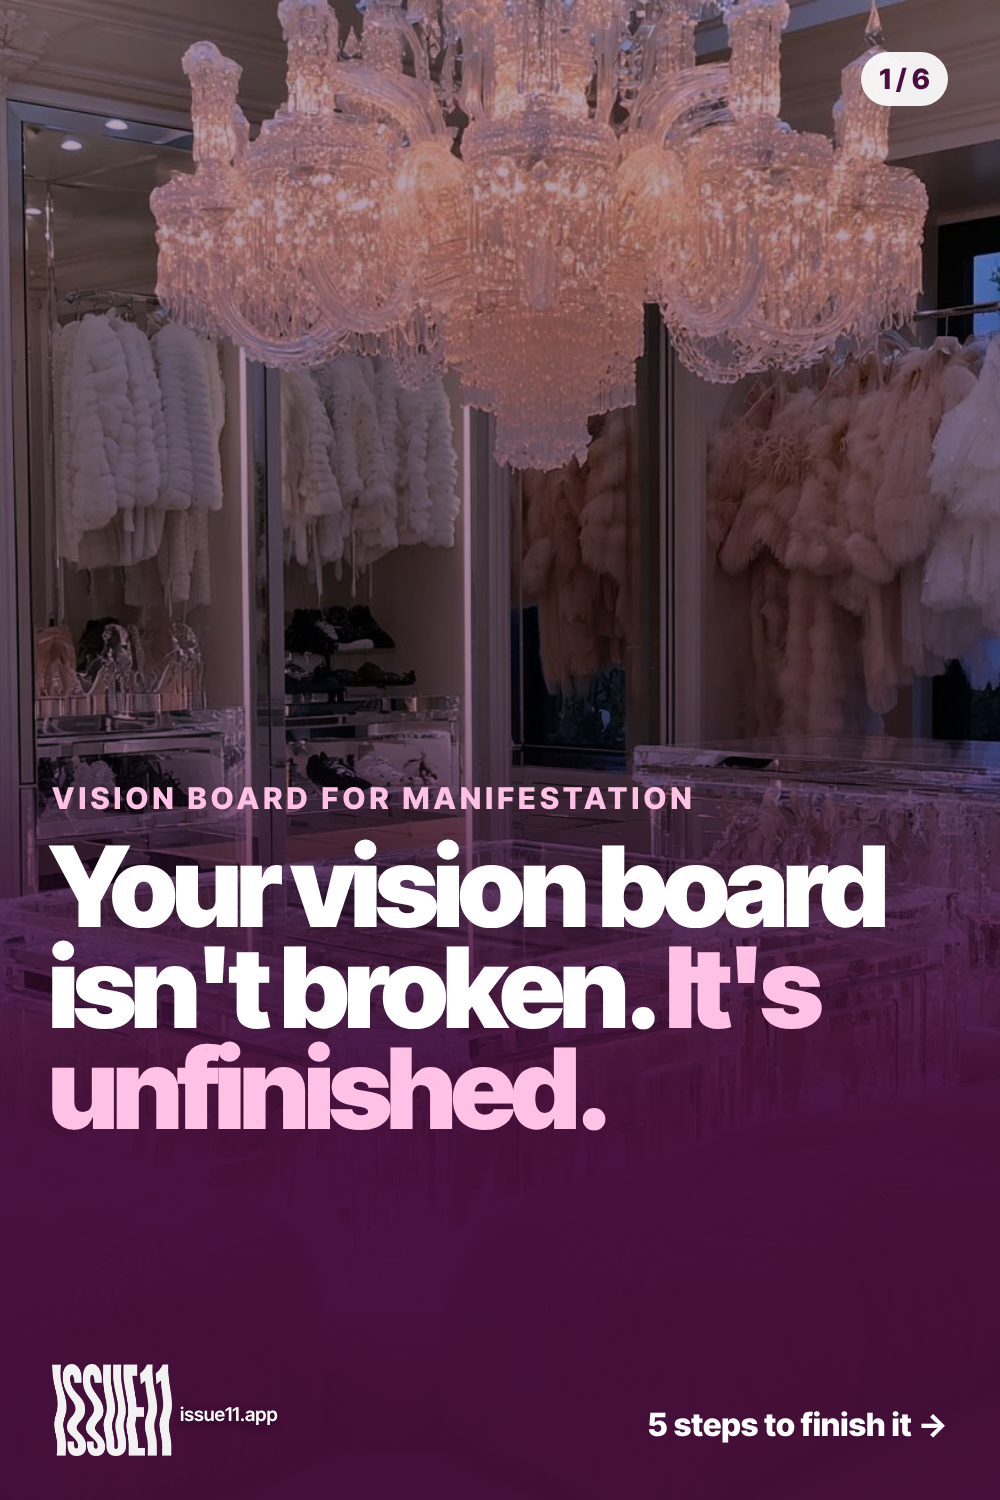 1/6
VISION BOARD FOR MANIFESTATION
Your vision board
isn't broken. It's
unfinished.
ISSUE11
issue11.app
5 steps to finish it →